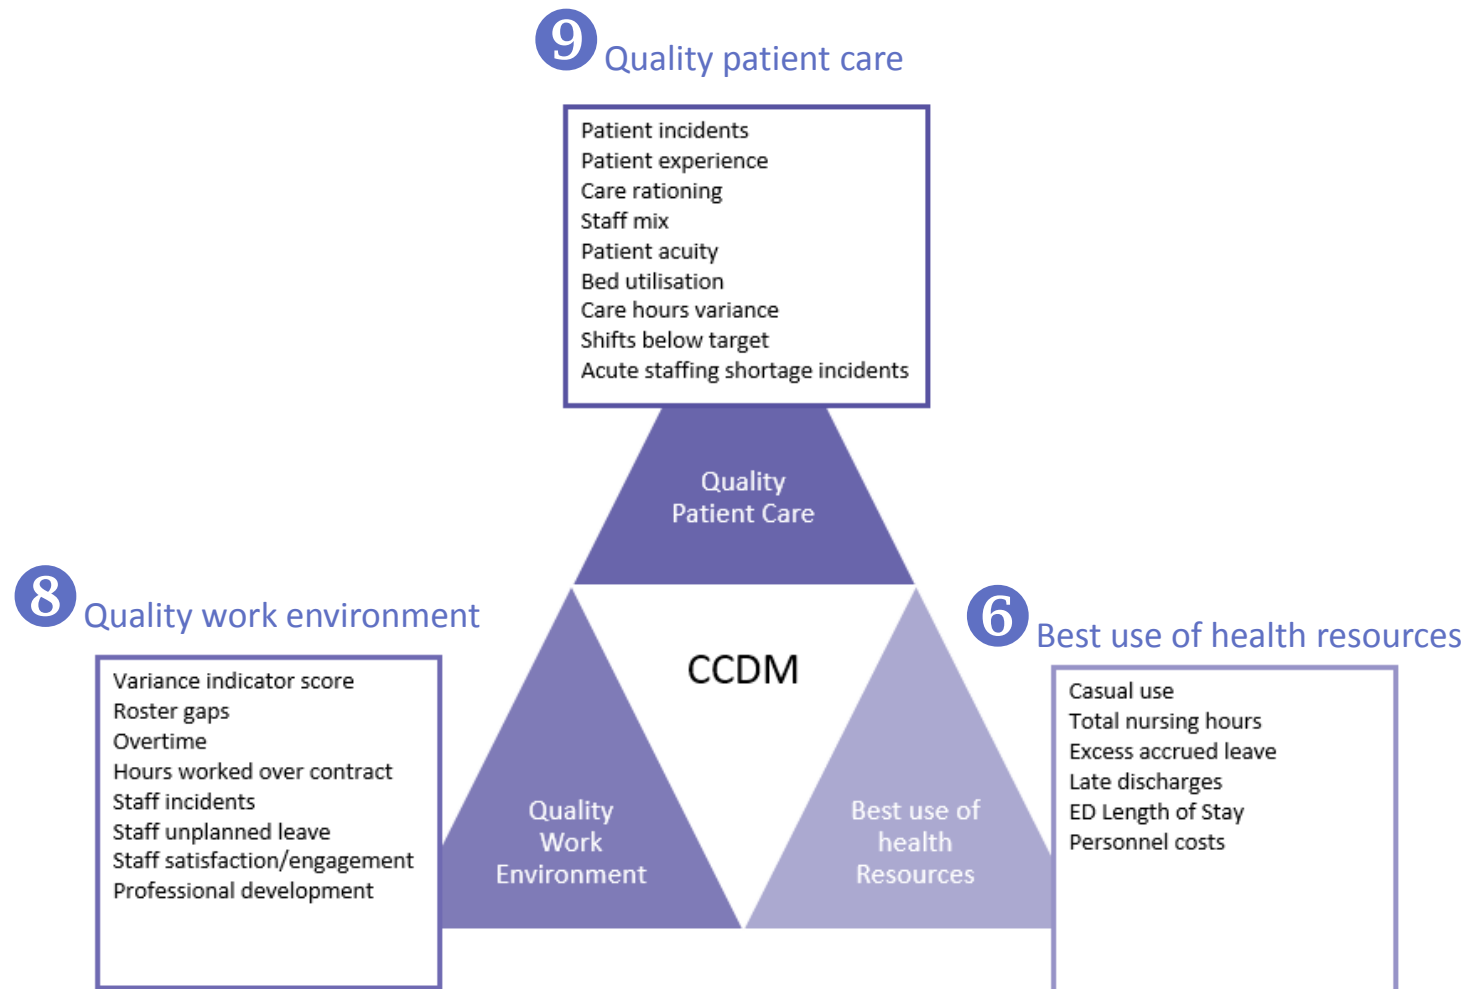 9 Quality patient care
Patient incidents
Patient experience
Care rationing
Staff mix
Patient acuity
Bed utilisation
Care hours variance
Shifts below target
Acute staffing shortage incidents
Quality
Patient Care
8 Quality work environment
Variance indicator score
Roster gaps
Overtime
Hours worked over contract
Staff incidents
Staff unplanned leave
Staff satisfaction/engagement
Professional development
Quality
Work
Environment
CCDM
6 Best use of health resources
Casual use
Total nursing hours
Excess accrued leave
Late discharges
ED Length of Stay
Personnel costs
Best use of
health
Resources